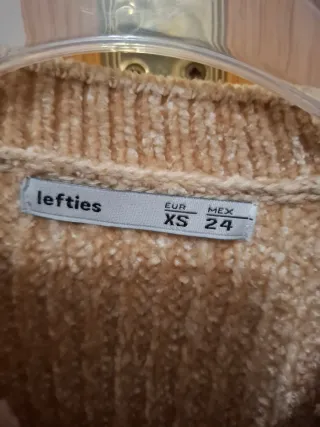 lefties
EUR MEX
XS 24